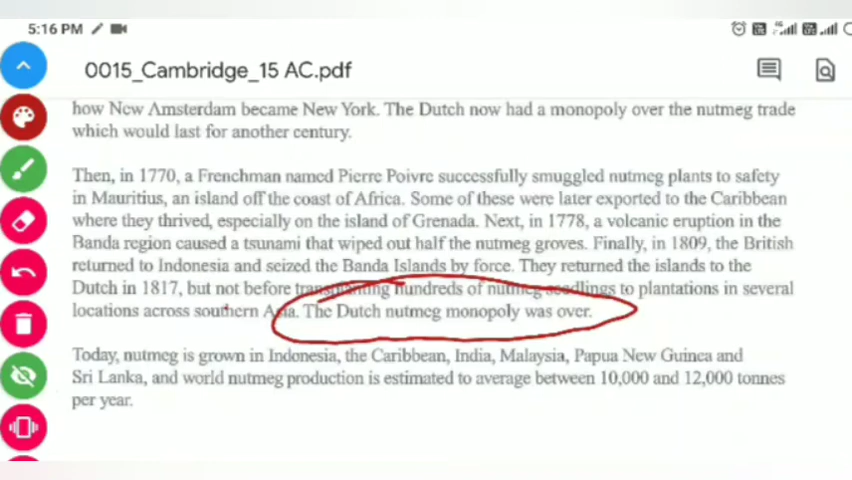 5:16 PM
0015_Cambridge_15 AC.pdf
how New Amsterdam became New York. The Dutch now had a monopoly over the nutmeg trade
which would last for another century.
Then, in 1770, a Frenchman named Pierre Poivre successfully smuggled nutmeg plants to safety
in Mauritius, an island off the coast of Africa. Some of these were later exported to the Caribbean
where they thrived, especially on the island of Grenada. Next, in 1778, a volcanic eruption in the
Banda region caused a tsunami that wiped out half the nutmeg groves. Finally, in 1809, the British
returned to Indonesia and seized the Banda Islands by force. They returned the islands to the
Dutch in 1817, but not before transplanting hundreds of nutmeg seedlings to plantations in several
locations across southern Asia. The Dutch nutmeg monopoly was over.
Today, nutmeg is grown in Indonesia, the Caribbean, India, Malaysia, Papua New Guinea and
Sri Lanka, and world nutmeg production is estimated to average between 10,000 and 12,000 tonnes
per year.